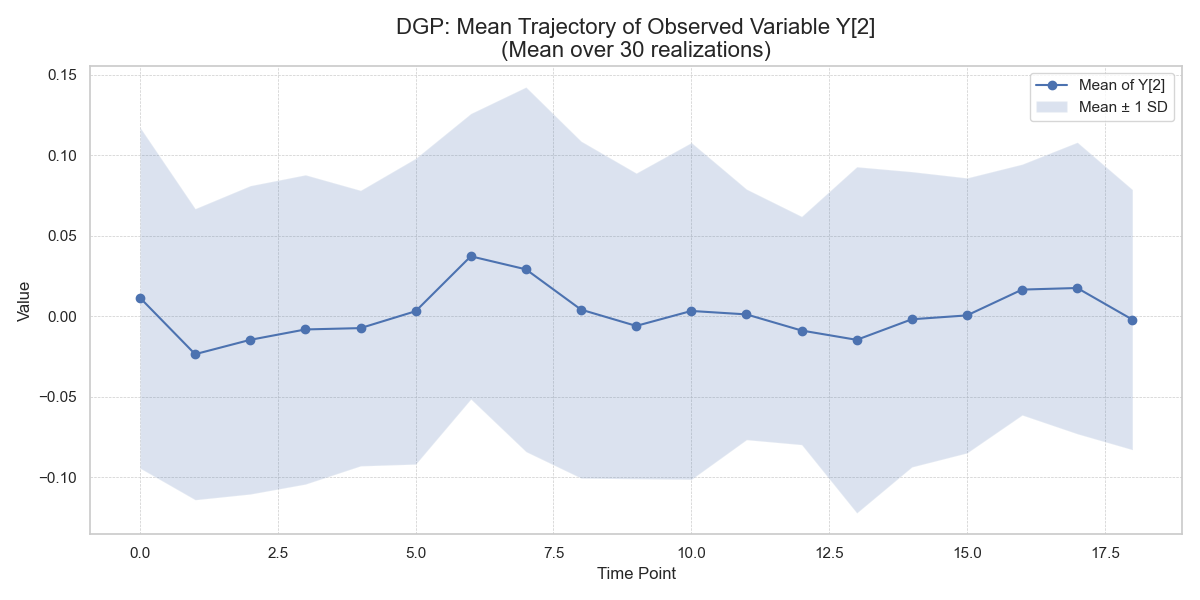 DGP: Mean Trajectory of Observed Variable Y[2]
(Mean over 30 realizations)
Mean of Y[2]
Mean ± 1 SD
Value
0.15
0.10
0.05
0.00
−0.05
−0.10
0.0 2.5 5.0 7.5 10.0 12.5 15.0 17.5
Time Point